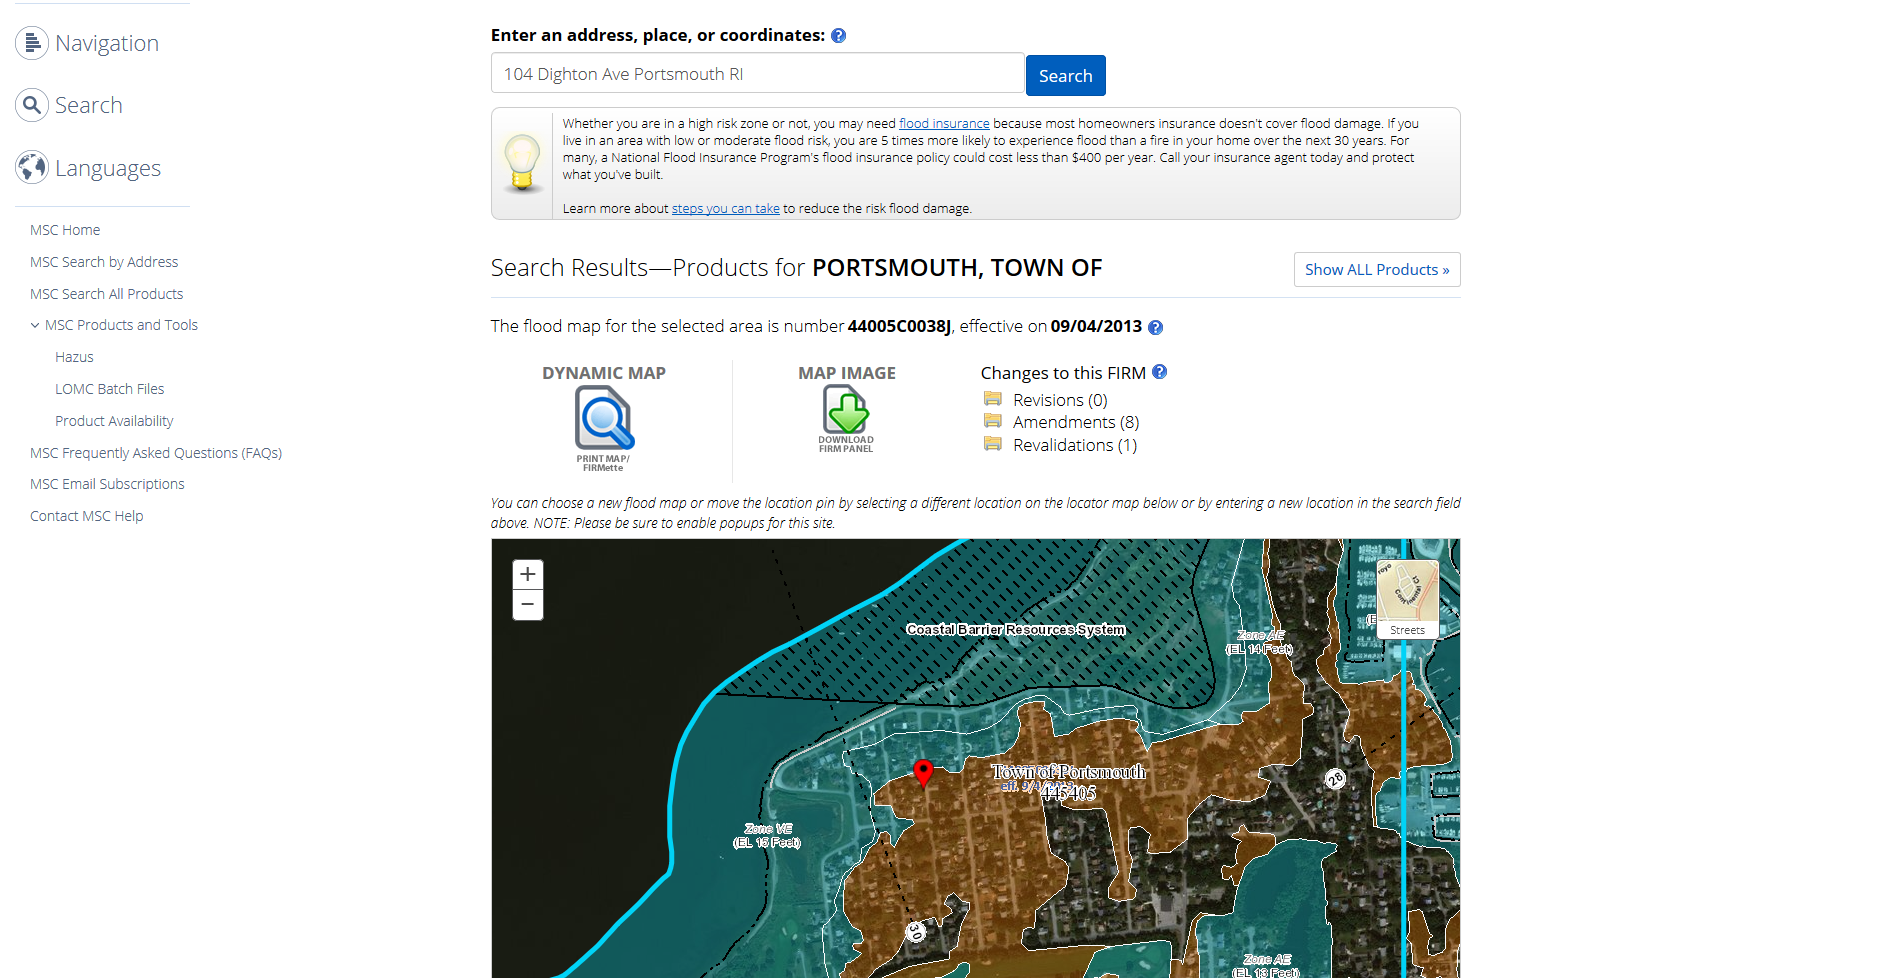 Navigation
Search
Languages
MSC Home
MSC Search by Address
MSC Search All Products
MSC Products and Tools
Hazus
LOMC Batch Files
Product Availability
MSC Frequently Asked Questions (FAQs)
MSC Email Subscriptions
Contact MSC Help
Enter an address, place, or coordinates: ?
104 Dighton Ave Portsmouth RI
Search
Whether you are in a high risk zone or not, you may need flood insurance because most homeowners insurance doesn't cover flood damage. If you
live in an area with low or moderate flood risk, you are 5 times more likely to experience flood than a fire in your home over the next 30 years. For
many, a National Flood Insurance Program's flood insurance policy could cost less than $400 per year. Call your insurance agent today and protect
what you've built.
Learn more about steps you can take to reduce the risk flood damage.
Search Results—Products for PORTSMOUTH, TOWN OF
Show ALL Products »
The flood map for the selected area is number 44005C0038J, effective on 09/04/2013 ?
DYNAMIC MAP
PRINT MAP/
FIRMette
MAP IMAGE
DOWNLOAD
FIRM PANEL
Changes to this FIRM ?
Revisions (0)
Amendments (8)
Revalidations (1)
You can choose a new flood map or move the location pin by selecting a different location on the locator map below or by entering a new location in the search field
above. NOTE: Please be sure to enable popups for this site.
+
−
Coastal Barrier Resources System
Zone AE
(EL 14 Feet)
Continental Ct
Streets
Town of Portsmouth
445405
28
Zone VE
(EL 15 Feet)
30
Zone AE
(EL 13 Feet)